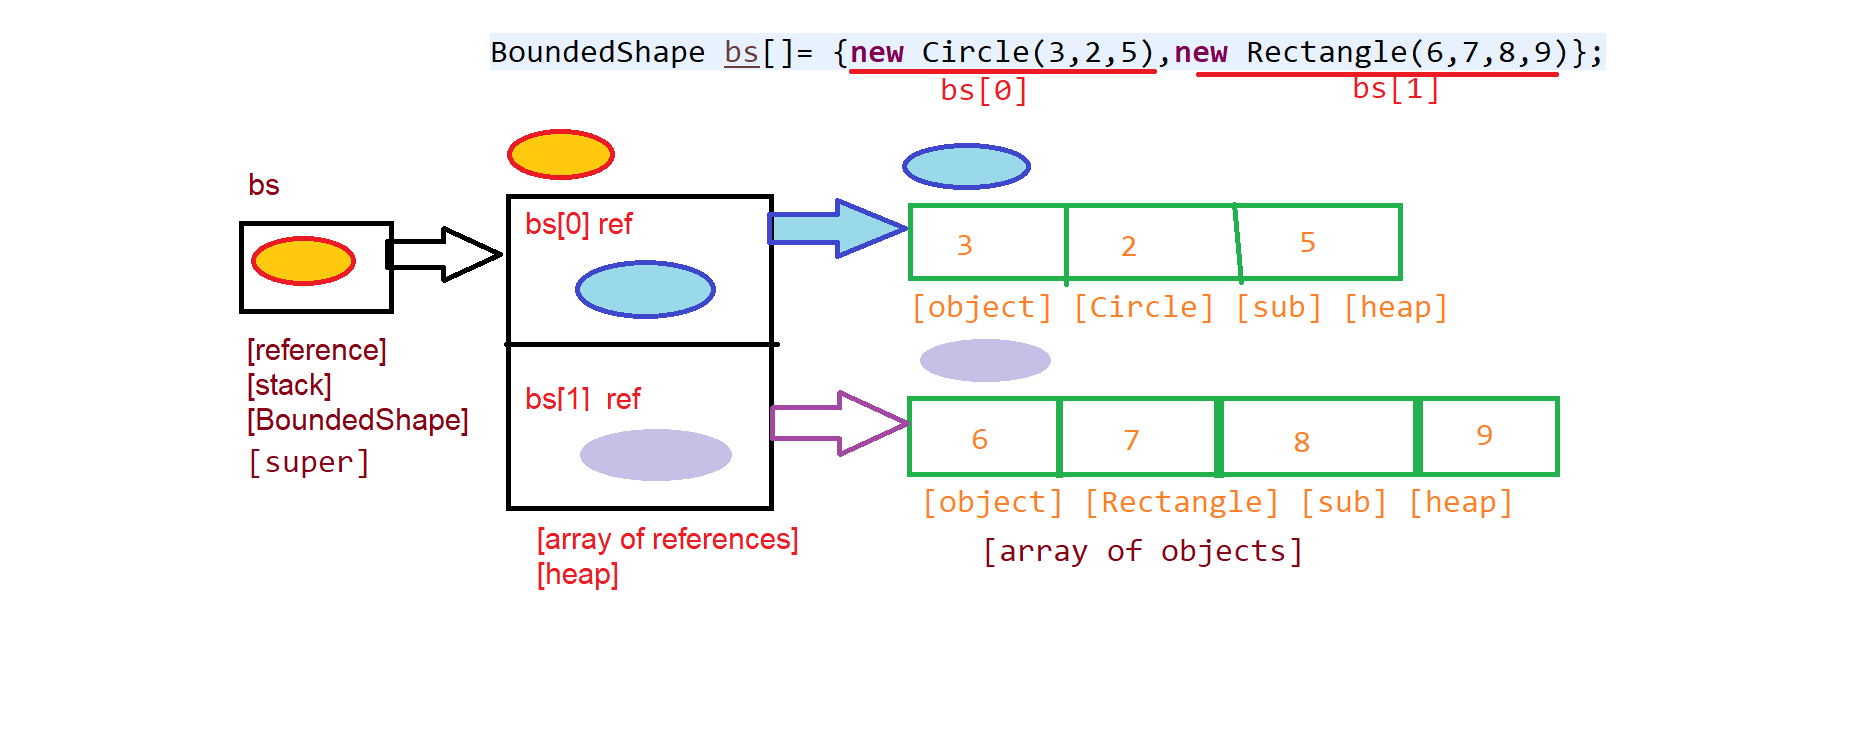 BoundedShape bs[]= {new Circle(3,2,5),new Rectangle(6,7,8,9)};
bs[0] bs[1]
bs
bs[0] ref
3 2 5
[object] [Circle] [sub] [heap]
[reference]
[stack]
[BoundedShape]
[super]
bs[1] ref
6 7 8 9
[object] [Rectangle] [sub] [heap]
[array of references]
[heap]
[array of objects]